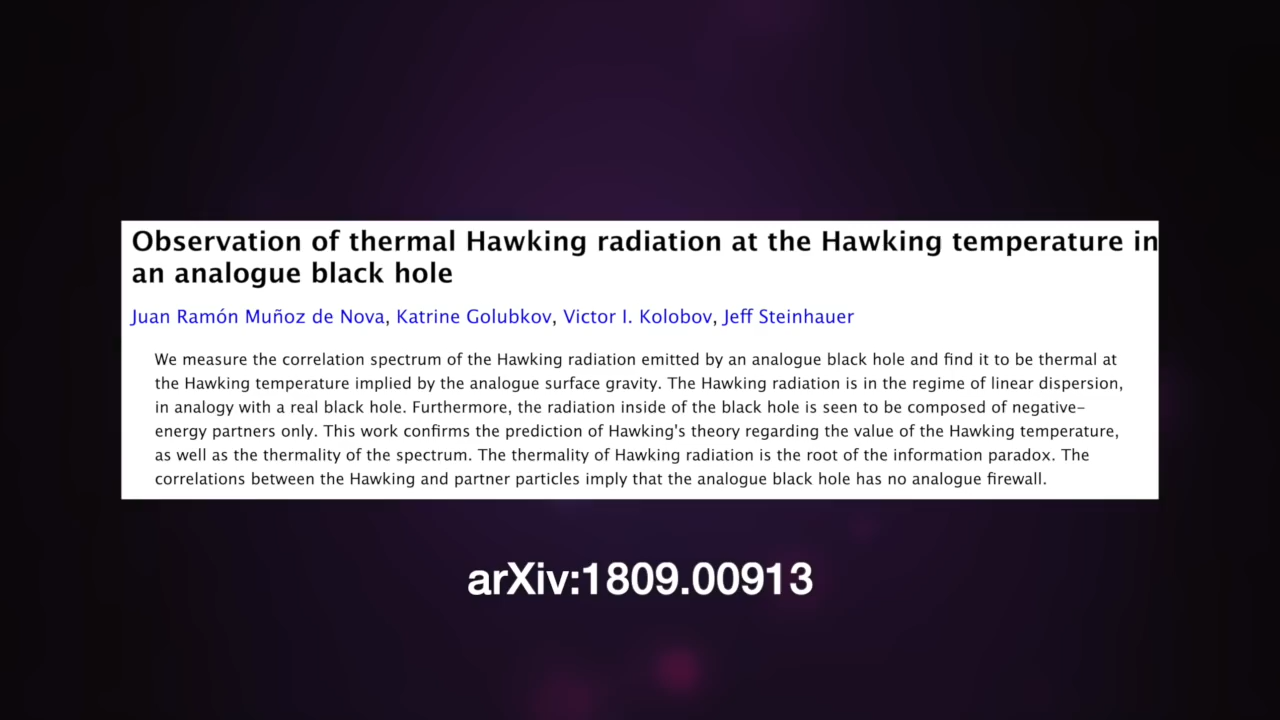 Observation of thermal Hawking radiation at the Hawking temperature in
an analogue black hole
Juan Ramón Muñoz de Nova, Katrine Golubkov, Victor I. Kolobov, Jeff Steinhauer
We measure the correlation spectrum of the Hawking radiation emitted by an analogue black hole and find it to be thermal at
the Hawking temperature implied by the analogue surface gravity. The Hawking radiation is in the regime of linear dispersion,
in analogy with a real black hole. Furthermore, the radiation inside of the black hole is seen to be composed of negative-
energy partners only. This work confirms the prediction of Hawking's theory regarding the value of the Hawking temperature,
as well as the thermality of the spectrum. The thermality of Hawking radiation is the root of the information paradox. The
correlations between the Hawking and partner particles imply that the analogue black hole has no analogue firewall.
arXiv:1809.00913